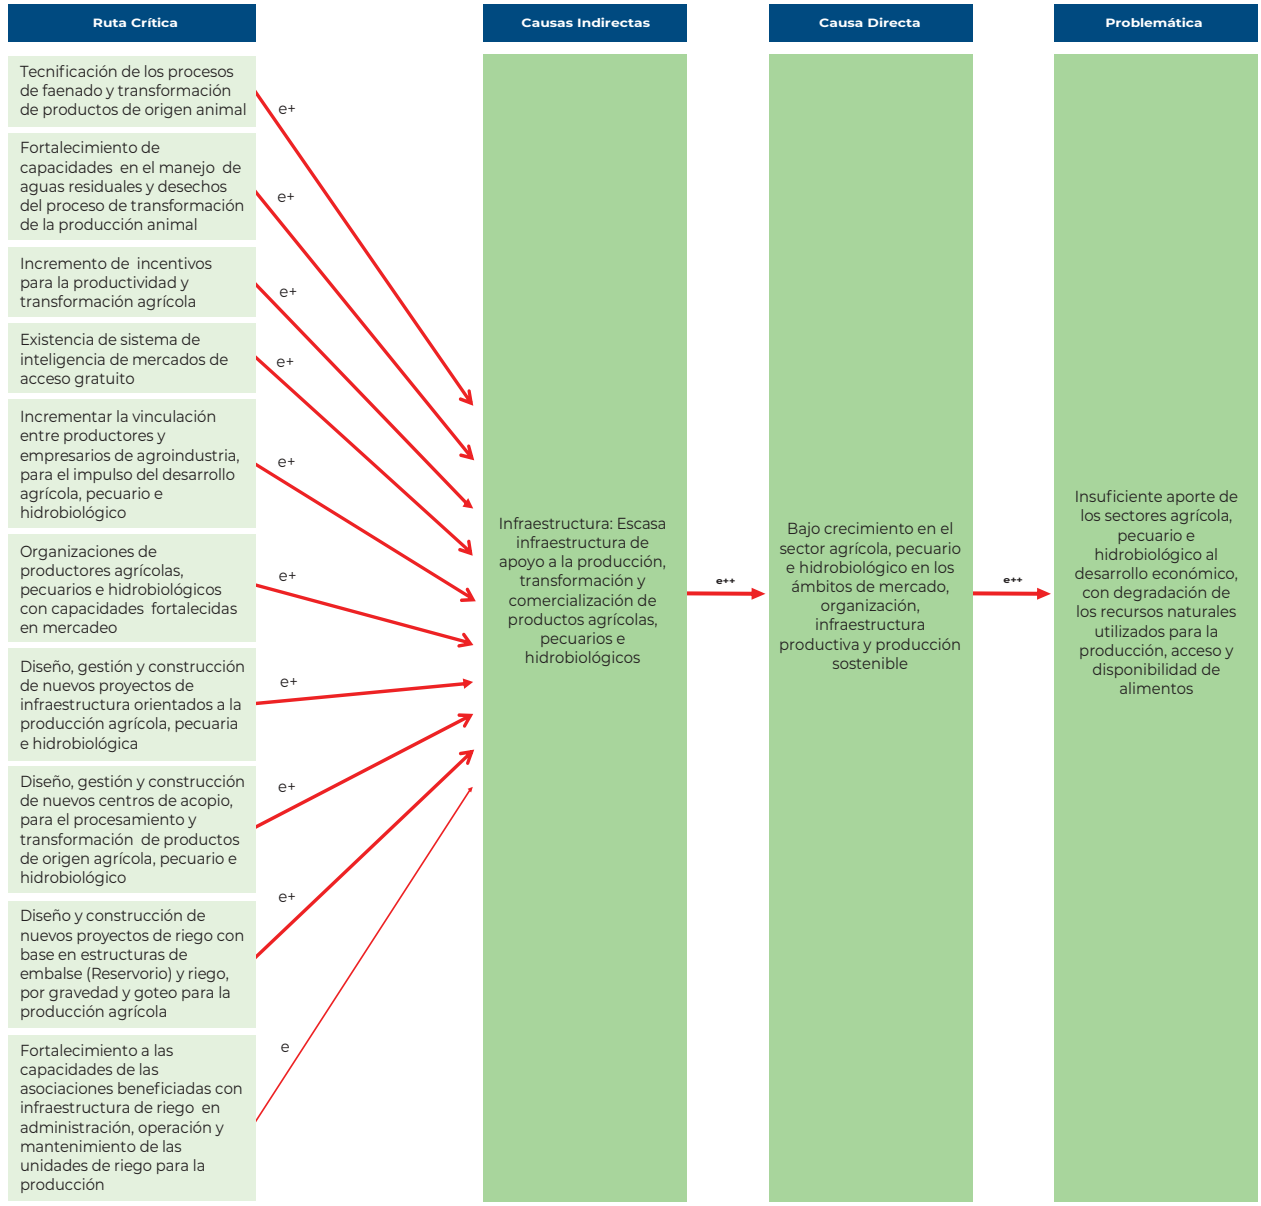 Ruta Crítica
Tecnificación de los procesos
de faenado y transformación
de productos de origen animal
e+
Fortalecimiento de
capacidades en el manejo de
aguas residuales y desechos
del proceso de transformación
de la producción animal
e+
Incremento de incentivos
para la productividad y
transformación agrícola
e+
Existencia de sistema de
inteligencia de mercados de
acceso gratuito
e+
Incrementar la vinculación
entre productores y
empresarios de agroindustria,
para el impulso del desarrollo
agrícola, pecuario e
hidrobiológico
e+
Organizaciones de
productores agrícolas,
pecuarios e hidrobiológicos
con capacidades fortalecidas
en mercadeo
e+
Diseño, gestión y construcción
de nuevos proyectos de
infraestructura orientados a la
producción agrícola, pecuaria
e hidrobiológica
e+
Diseño, gestión y construcción
de nuevos centros de acopio,
para el procesamiento y
transformación de productos
de origen agrícola, pecuario e
hidrobiológico
e+
Diseño y construcción de
nuevos proyectos de riego con
base en estructuras de
embalse (Reservorio) y riego,
por gravedad y goteo para la
producción agrícola
e+
Fortalecimiento a las
capacidades de las
asociaciones beneficiadas con
infraestructura de riego en
administración, operación y
mantenimiento de las
unidades de riego para la
producción
e
Causas Indirectas
Infraestructura: Escasa
infraestructura de
apoyo a la producción,
transformación y
comercialización de
productos agrícolas,
pecuarios e
hidrobiológicos
e++
Causa Directa
Bajo crecimiento en el
sector agrícola, pecuario
e hidrobiológico en los
ámbitos de mercado,
organización,
infraestructura
productiva y producción
sostenible
e++
Problemática
Insuficiente aporte de
los sectores agrícola,
pecuario e
hidrobiológico al
desarrollo económico,
con degradación de
los recursos naturales
utilizados para la
producción, acceso y
disponibilidad de
alimentos